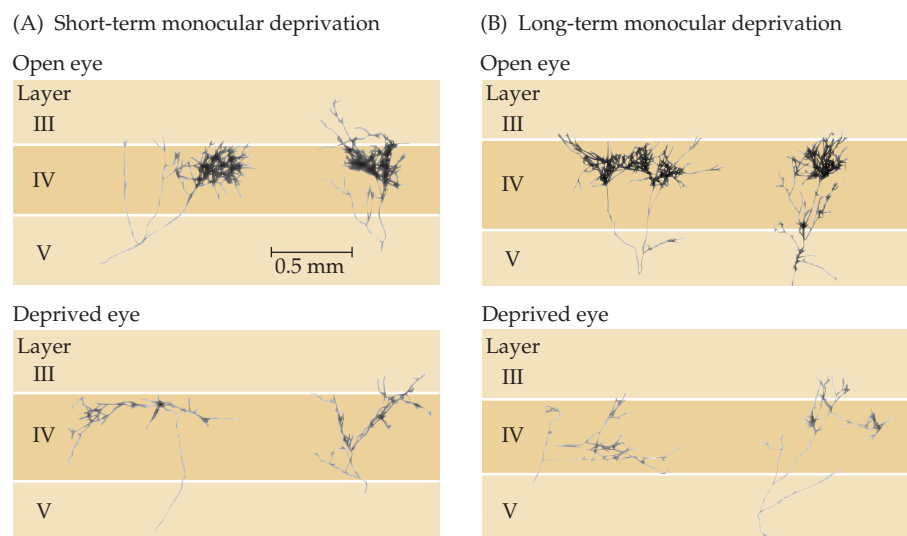 (A) Short-term monocular deprivation
Open eye
Layer
III
IV
V
0.5 mm
Deprived eye
Layer
III
IV
V
(B) Long-term monocular deprivation
Open eye
Layer
III
IV
V
Deprived eye
Layer
III
IV
V